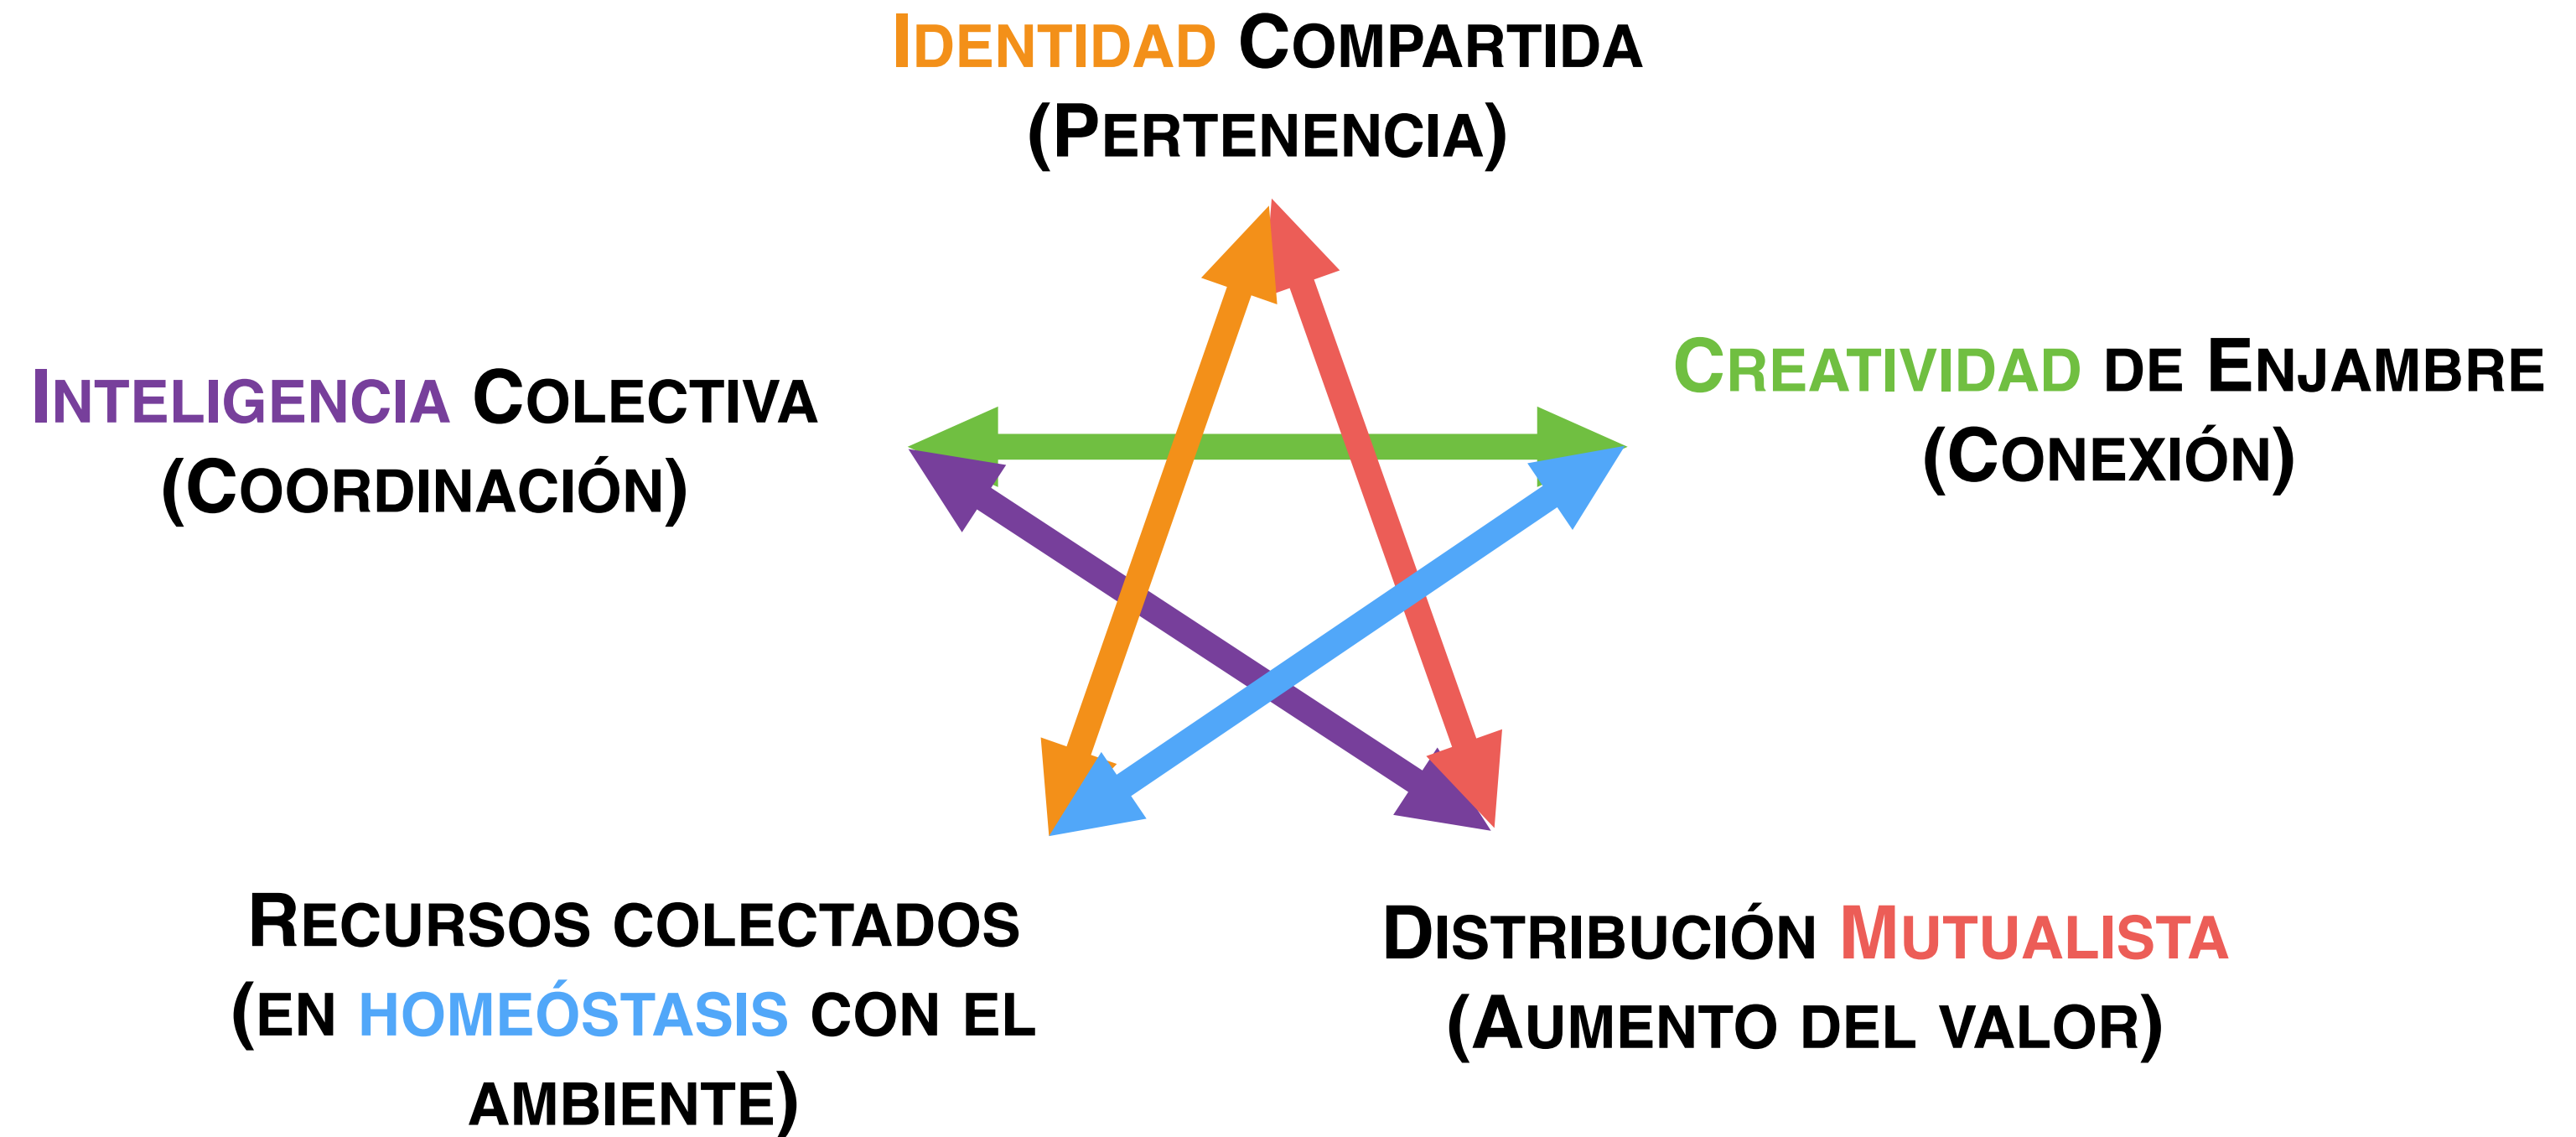 Identidad Compartida
(Pertenencia)
Inteligencia Colectiva
(Coordinación)
Creatividad de Enjambre
(Conexión)
Recursos colectados
(en homeóstasis con el
ambiente)
Distribución Mutualista
(Aumento del valor)